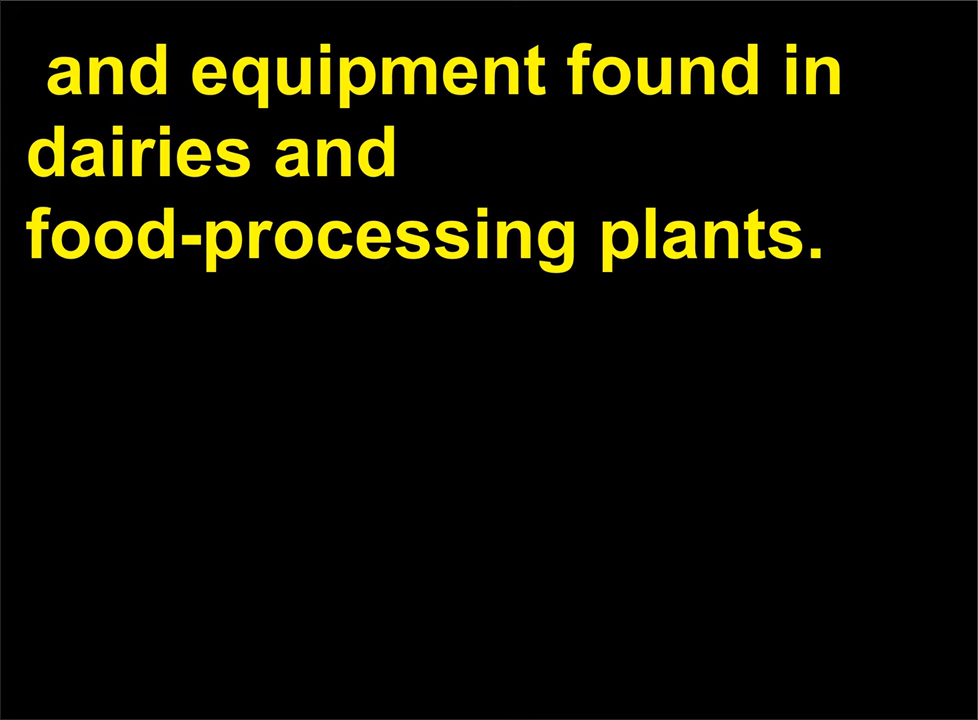 and equipment found in
dairies and
food-processing plants.